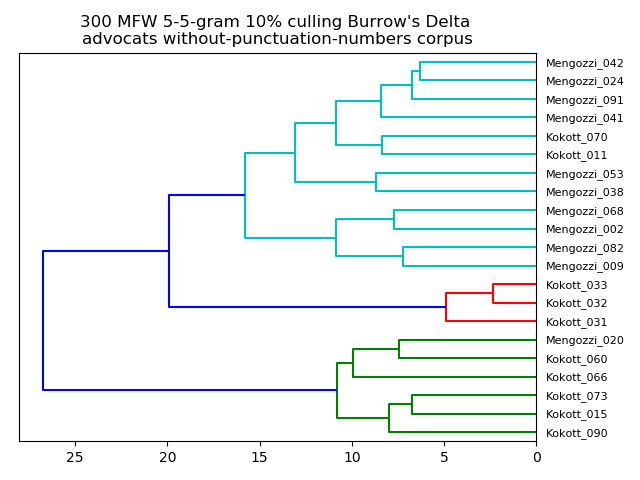 300 MFW 5-5-gram 10% culling Burrow's Delta
advocats without-punctuation-numbers corpus
Mengozzi_042
Mengozzi_024
Mengozzi_091
Mengozzi_041
Kokott_070
Kokott_011
Mengozzi_053
Mengozzi_038
Mengozzi_068
Mengozzi_002
Mengozzi_082
Mengozzi_009
Kokott_033
Kokott_032
Kokott_031
Mengozzi_020
Kokott_060
Kokott_066
Kokott_073
Kokott_015
Kokott_090
25 20 15 10 5 0